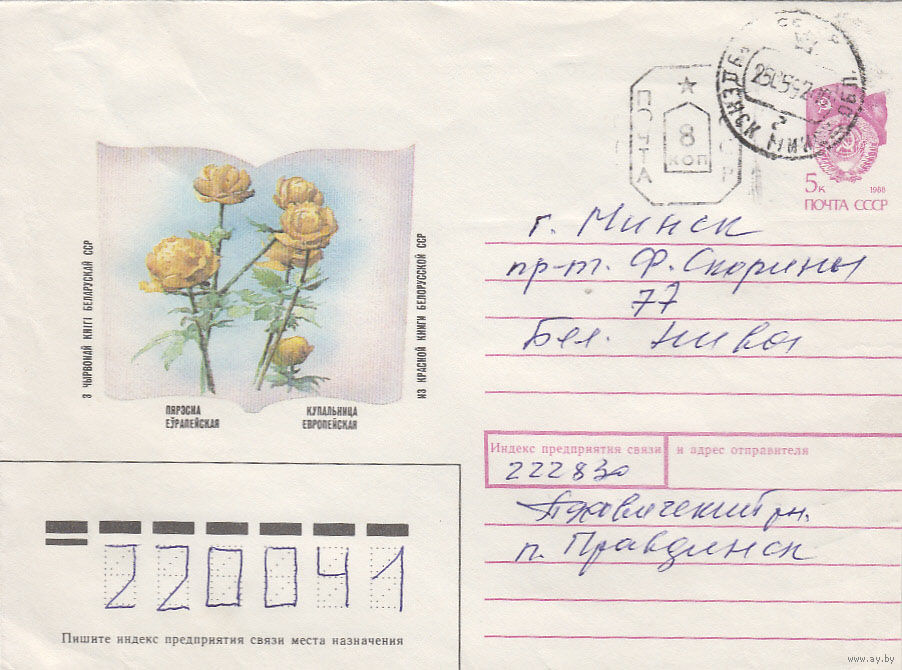 З ЧЫРВОНАЙ КНІГІ БЕЛАРУСКАЙ ССР
ПЯРЭСНА
ЕЎРАПЕЙСКАЯ
КУПАЛЬНИЦА
ЕВРОПЕЙСКАЯ
ИЗ КРАСНОЙ КНИГИ БЕЛОРУССКОЙ ССР
ПОЧТА
8
КОП
5к
1988
ПОЧТА СССР
г. Минск
пр-т. Ф. Скорины
77
Бел. нива
Индекс предприятия связи и адрес отправителя
222830
рн.
п. Правдинск
220041
Пишите индекс предприятия связи места назначения
www.ay.by